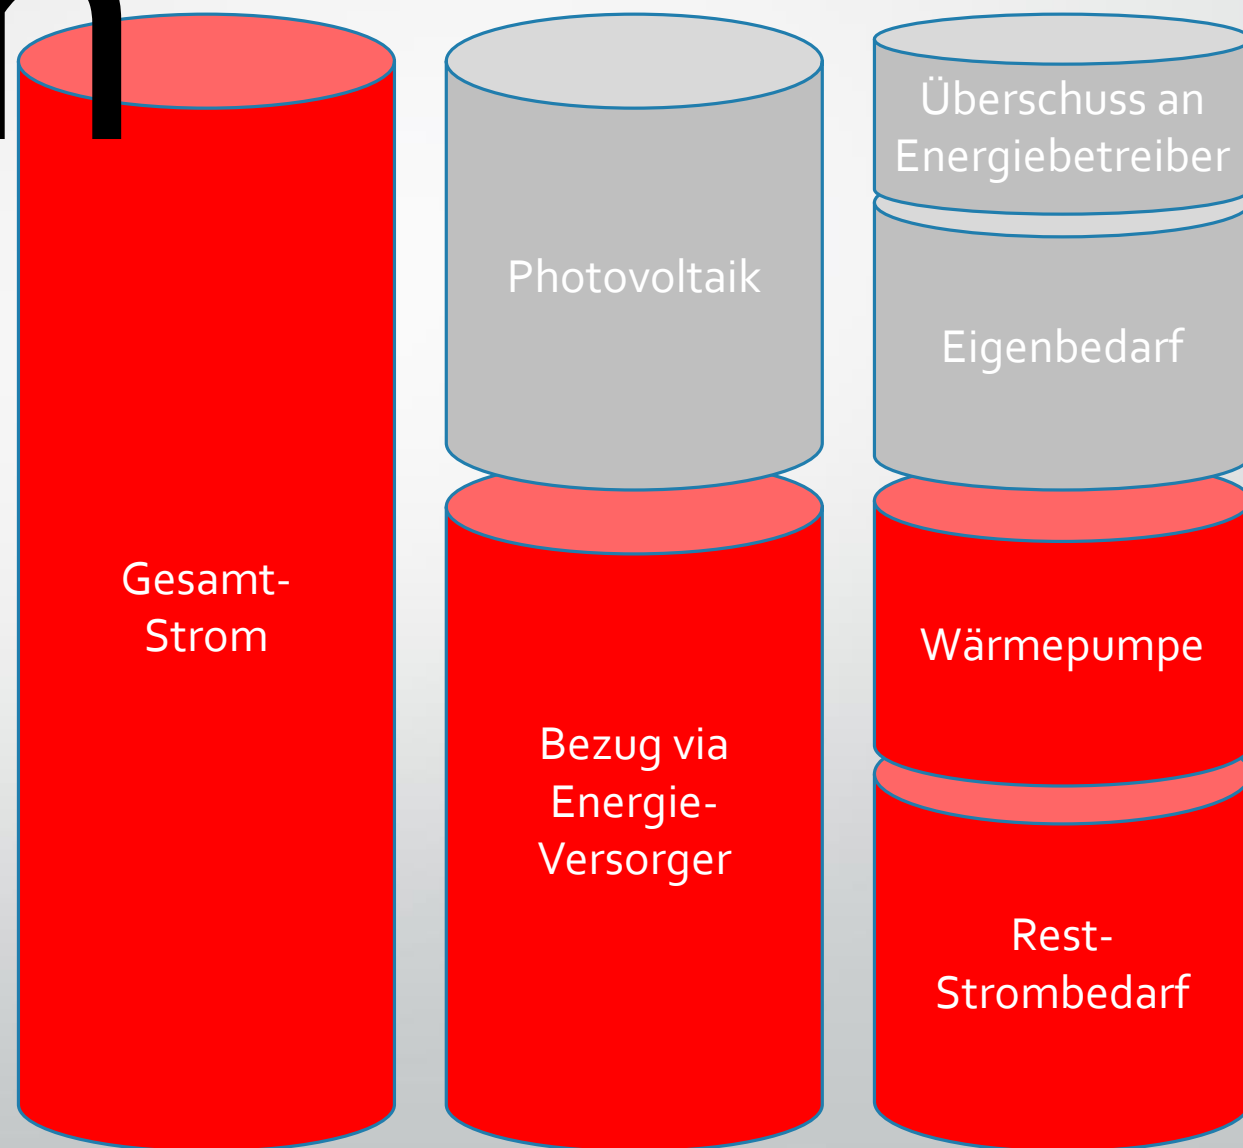 n
Gesamt-
Strom
Photovoltaik
Bezug via
Energie-
Versorger
Überschuss an
Energiebetreiber
Eigenbedarf
Wärmepumpe
Rest-
Strombedarf